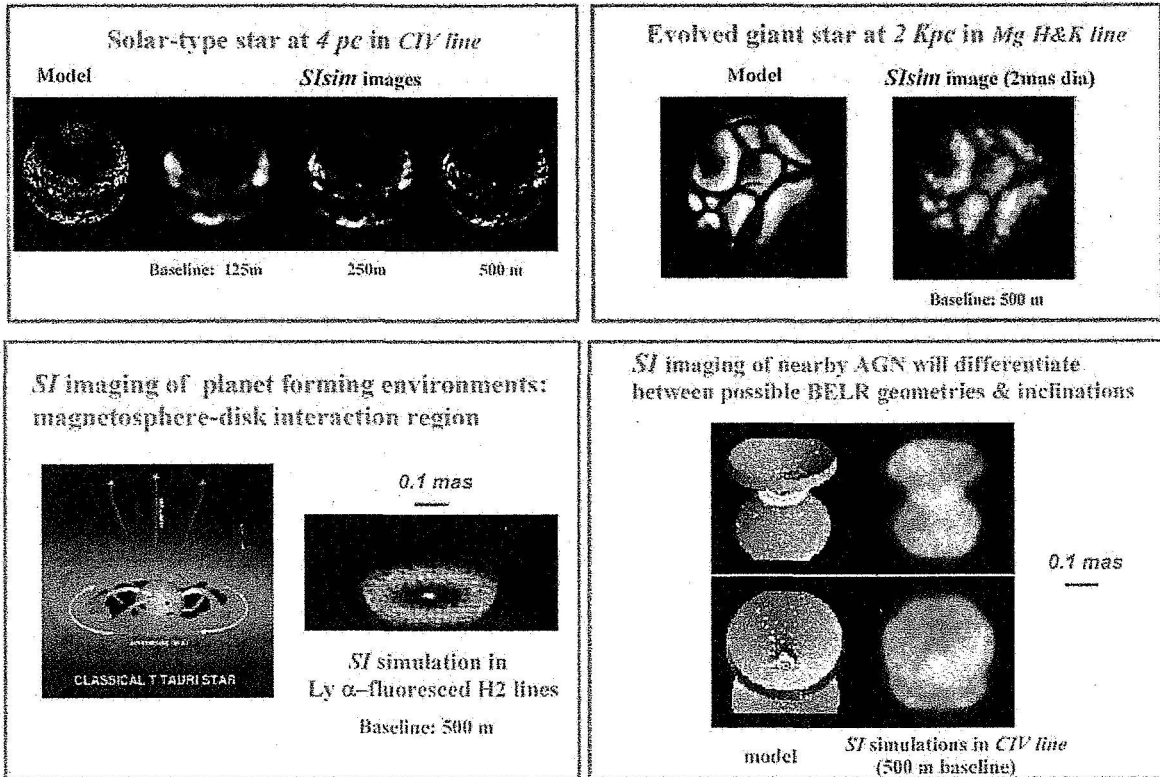 Solar-type star at 4 pc in CIV line
Model
SIsim images
Baseline: 125m
250m
500 m
Evolved giant star at 2 Kpc in Mg H&K line
Model
SIsim image (2mas dia)
Baseline: 500 m
SI imaging of planet forming environments:
magnetosphere-disk interaction region
CLASSICAL T TAURI STAR
0.1 mas
SI simulation in
Ly α–fluoresced H2 lines
Baseline: 500 m
SI imaging of nearby AGN will differentiate
between possible BELR geometries & inclinations
0.1 mas
model
SI simulations in CIV line
(500 m baseline)